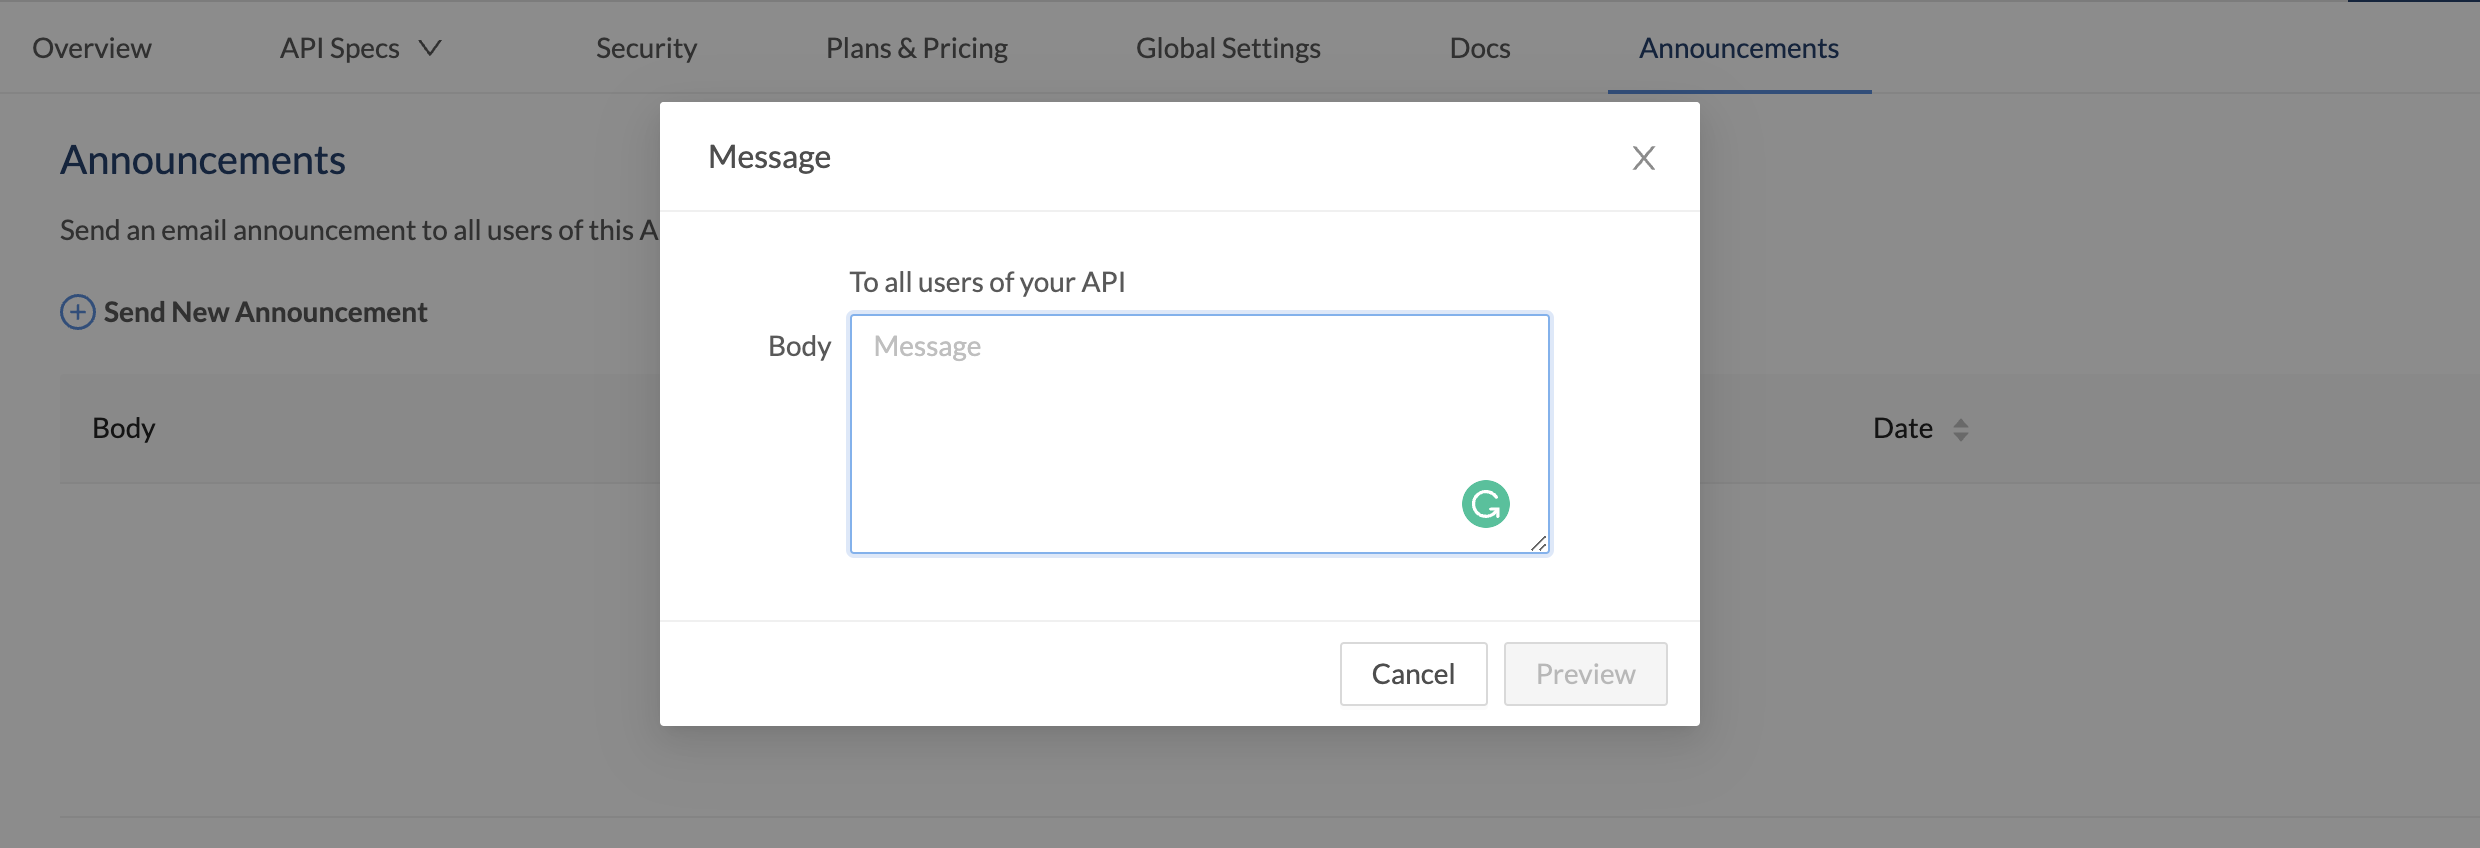 Overview API Specs Security Plans & Pricing Global Settings Docs Announcements
Announcements
Send an email announcement to all users of this A
Send New Announcement
Body Date
Message
To all users of your API
Body Message
Cancel Preview